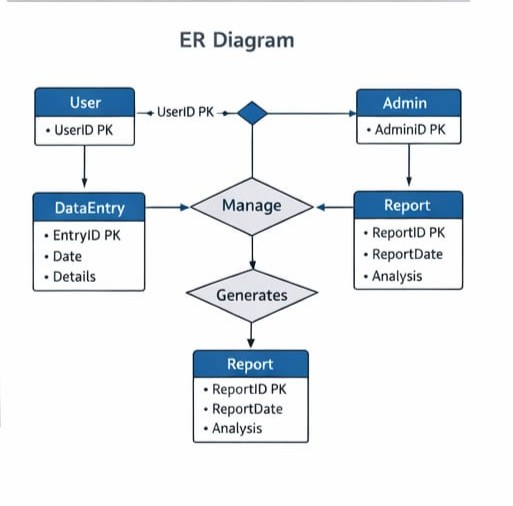 ER Diagram
User
• UserID PK
UserID PK
Admin
• AdminID PK
DataEntry
• EntryID PK
• Date
• Details
Manage
Report
• ReportID PK
• ReportDate
• Analysis
Generates
Report
• ReportID PK
• ReportDate
• Analysis